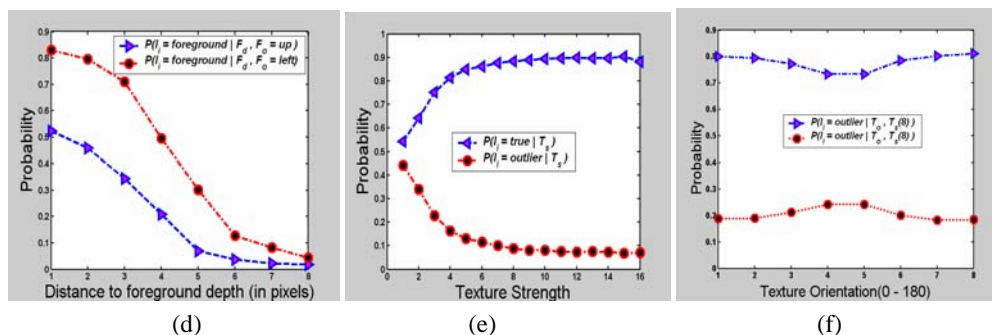 0.9
0.8
0.7
0.6
0.5
0.4
0.3
0.2
0.1
0
Probability
P(l_i = foreground | F_d , F_o = up )
P(l_i = foreground | F_d , F_o = left)
1 2 3 4 5 6 7 8
Distance to foreground depth (in pixels)
(d)
1
0.9
0.8
0.7
0.6
0.5
0.4
0.3
0.2
0.1
0
Probability
P(l_i = true | T_s )
P(l_i = outlier | T_s )
2 4 6 8 10 12 14 16
Texture Strength
(e)
0.9
0.8
0.7
0.6
0.5
0.4
0.3
0.2
0.1
0
Probability
P(l_i = outlier | T_o , T_s(8) )
P(l_i = outlier | T_o , T_s(8) )
1 2 3 4 5 6 7 8
Texture Orientation(0 - 180)
(f)